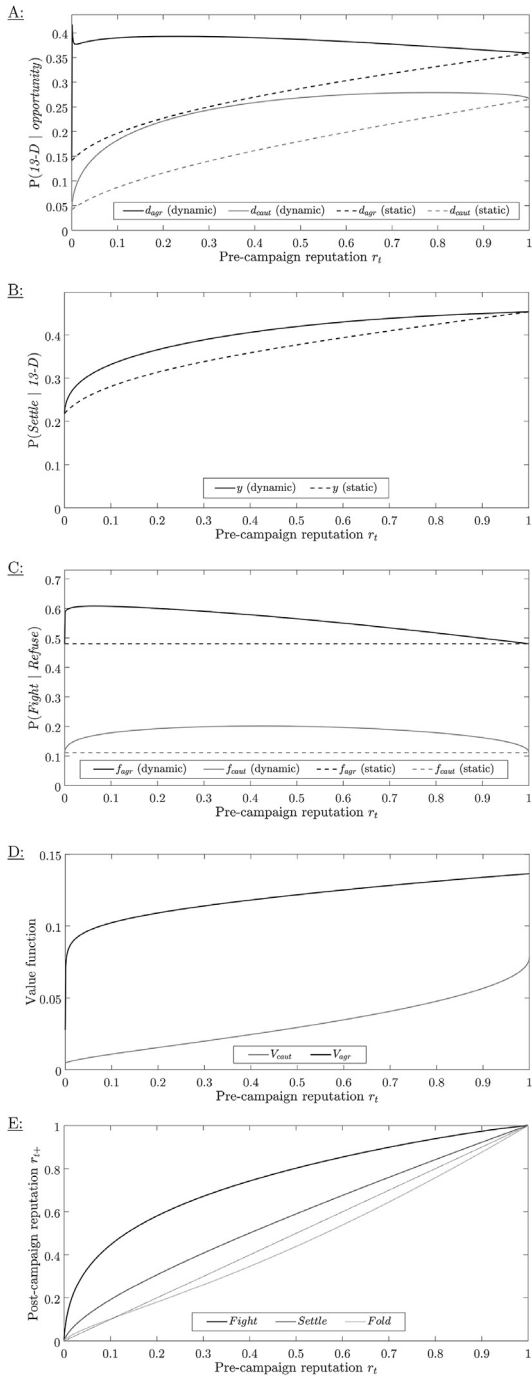 A:
P(13-D | opportunity)
0.4
0.35
0.3
0.25
0.2
0.15
0.1
0.05
0
d_agr (dynamic) d_caut (dynamic) d_agr (static) d_caut (static)
0 0.1 0.2 0.3 0.4 0.5 0.6 0.7 0.8 0.9 1
Pre-campaign reputation r_t
B:
P(Settle | 13-D)
0.4
0.3
0.2
0.1
0
y (dynamic) y (static)
0 0.1 0.2 0.3 0.4 0.5 0.6 0.7 0.8 0.9 1
Pre-campaign reputation r_t
C:
P(Fight | Refuse)
0.7
0.6
0.5
0.4
0.3
0.2
0.1
0
f_agr (dynamic) f_caut (dynamic) f_agr (static) f_caut (static)
0 0.1 0.2 0.3 0.4 0.5 0.6 0.7 0.8 0.9 1
Pre-campaign reputation r_t
D:
Value function
0.15
0.1
0.05
0
V_caut V_agr
0 0.1 0.2 0.3 0.4 0.5 0.6 0.7 0.8 0.9 1
Pre-campaign reputation r_t
E:
Post-campaign reputation r_t+
1
0.8
0.6
0.4
0.2
0
Fight Settle Fold
0 0.1 0.2 0.3 0.4 0.5 0.6 0.7 0.8 0.9 1
Pre-campaign reputation r_t